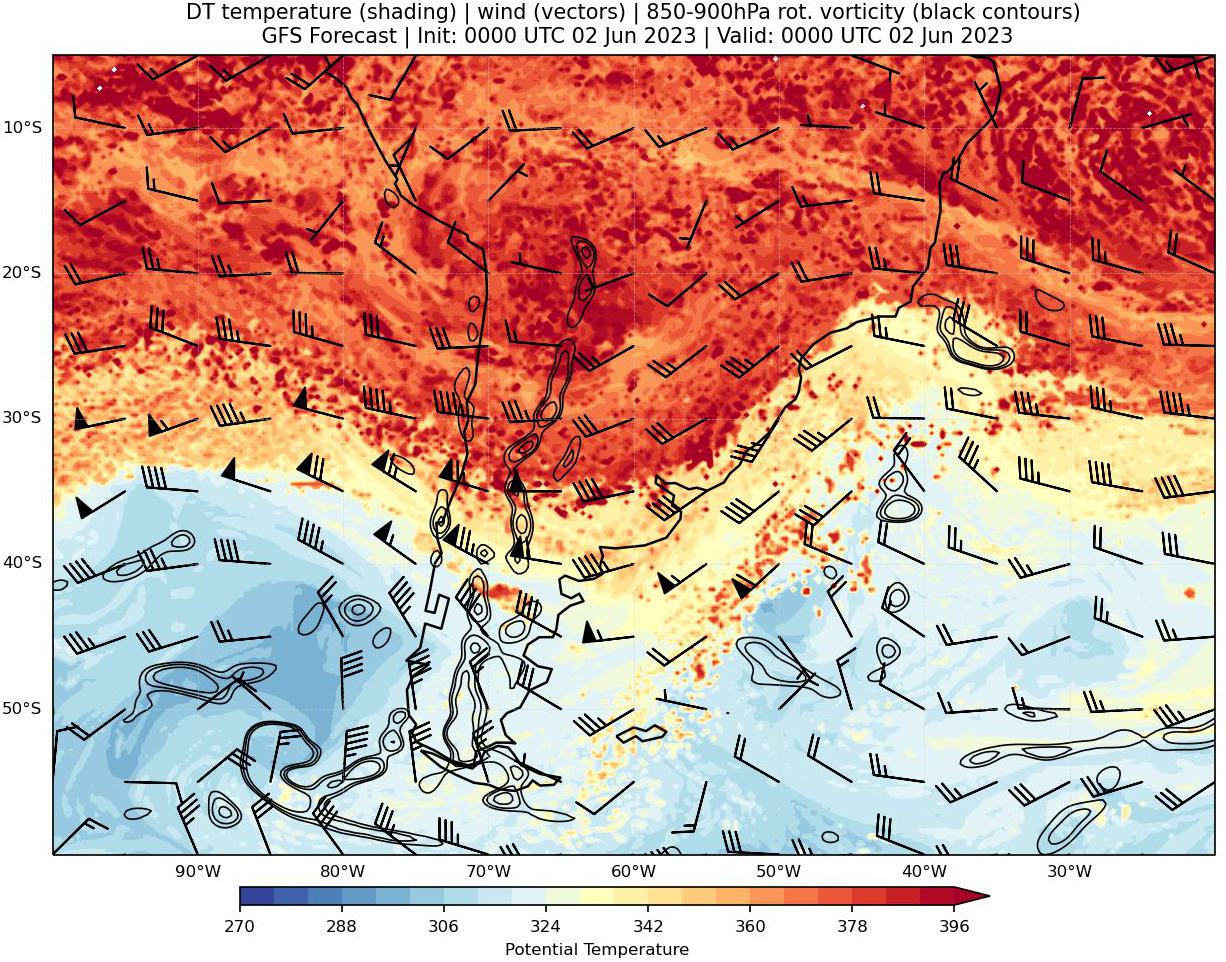 DT temperature (shading) | wind (vectors) | 850-900hPa rot. vorticity (black contours)
GFS Forecast | Init: 0000 UTC 02 Jun 2023 | Valid: 0000 UTC 02 Jun 2023
10°S
20°S
30°S
40°S
50°S
90°W 80°W 70°W 60°W 50°W 40°W 30°W
270 288 306 324 342 360 378 396
Potential Temperature